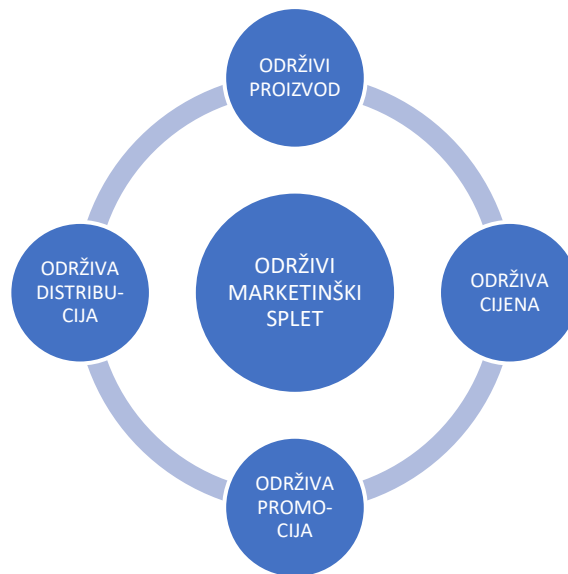 ODRŽIVI
PROIZVOD
ODRŽIVA
DISTRIBU-
CIJA
ODRŽIVI
MARKETINŠKI
SPLET
ODRŽIVA
CIJENA
ODRŽIVA
PROMO-
CIJA